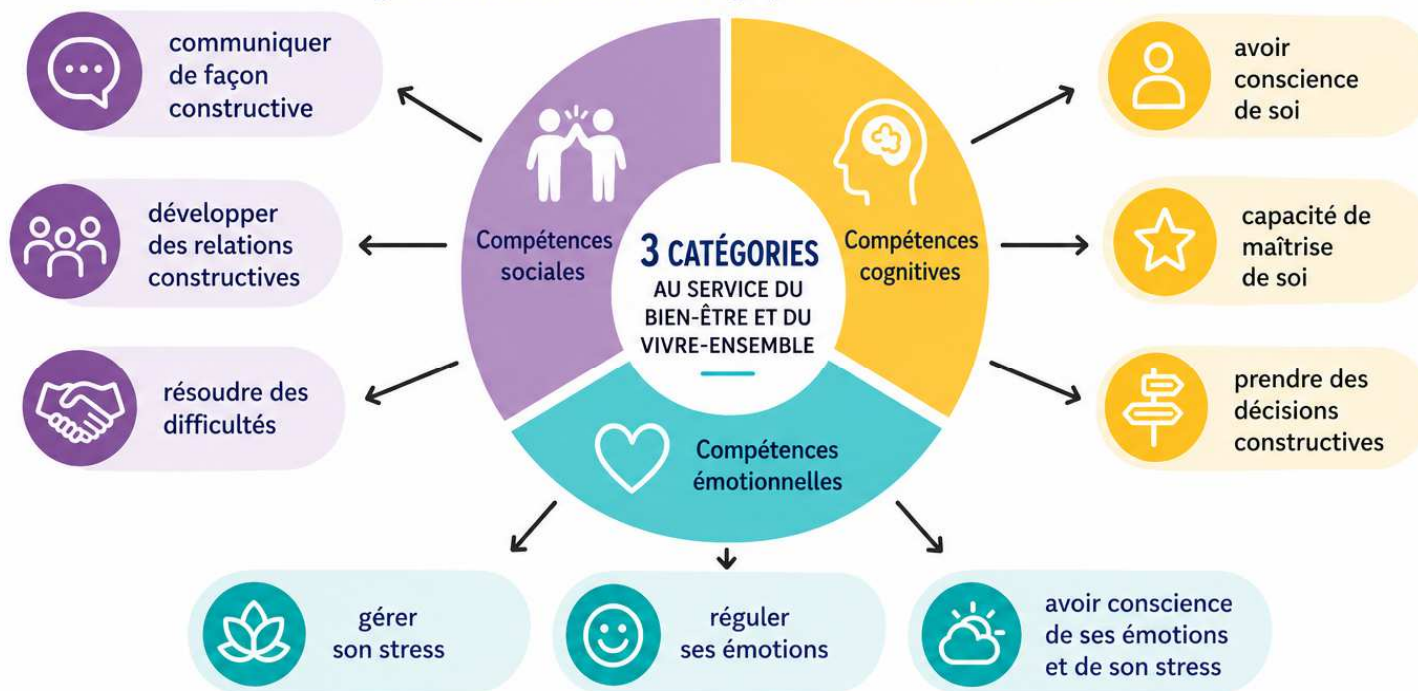 communiquer
de façon
constructive
développer
des relations
constructives
résoudre des
difficultés
Compétences
sociales
3 CATÉGORIES
AU SERVICE DU
BIEN-ÊTRE ET DU
VIVRE-ENSEMBLE
Compétences
cognitives
Compétences
émotionnelles
avoir
conscience
de soi
capacité de
maîtrise
de soi
prendre des
décisions
constructives
gérer
son stress
réguler
ses émotions
avoir conscience
de ses émotions
et de son stress